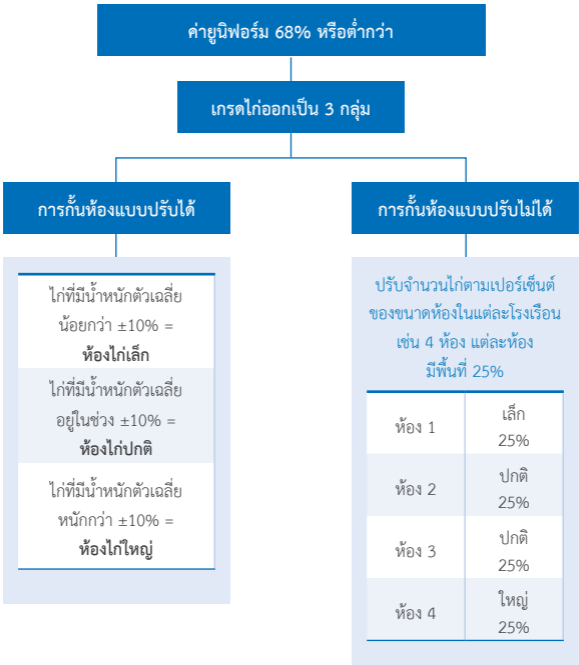 ค่ายูนิฟอร์ม 68% หรือต่ำกว่า
เกรดไก่ออกเป็น 3 กลุ่ม
การกั้นห้องแบบปรับได้
ไก่ที่มีน้ำหนักตัวเฉลี่ย
น้อยกว่า ±10% =
ห้องไก่เล็ก
ไก่ที่มีน้ำหนักตัวเฉลี่ย
อยู่ในช่วง ±10% =
ห้องไก่ปกติ
ไก่ที่มีน้ำหนักตัวเฉลี่ย
หนักกว่า ±10% =
ห้องไก่ใหญ่
การกั้นห้องแบบปรับไม่ได้
ปรับจำนวนไก่ตามเปอร์เซ็นต์
ของขนาดห้องในแต่ละโรงเรือน
เช่น 4 ห้อง แต่ละห้อง
มีพื้นที่ 25%
ห้อง 1
เล็ก
25%
ห้อง 2
ปกติ
25%
ห้อง 3
ปกติ
25%
ห้อง 4
ใหญ่
25%